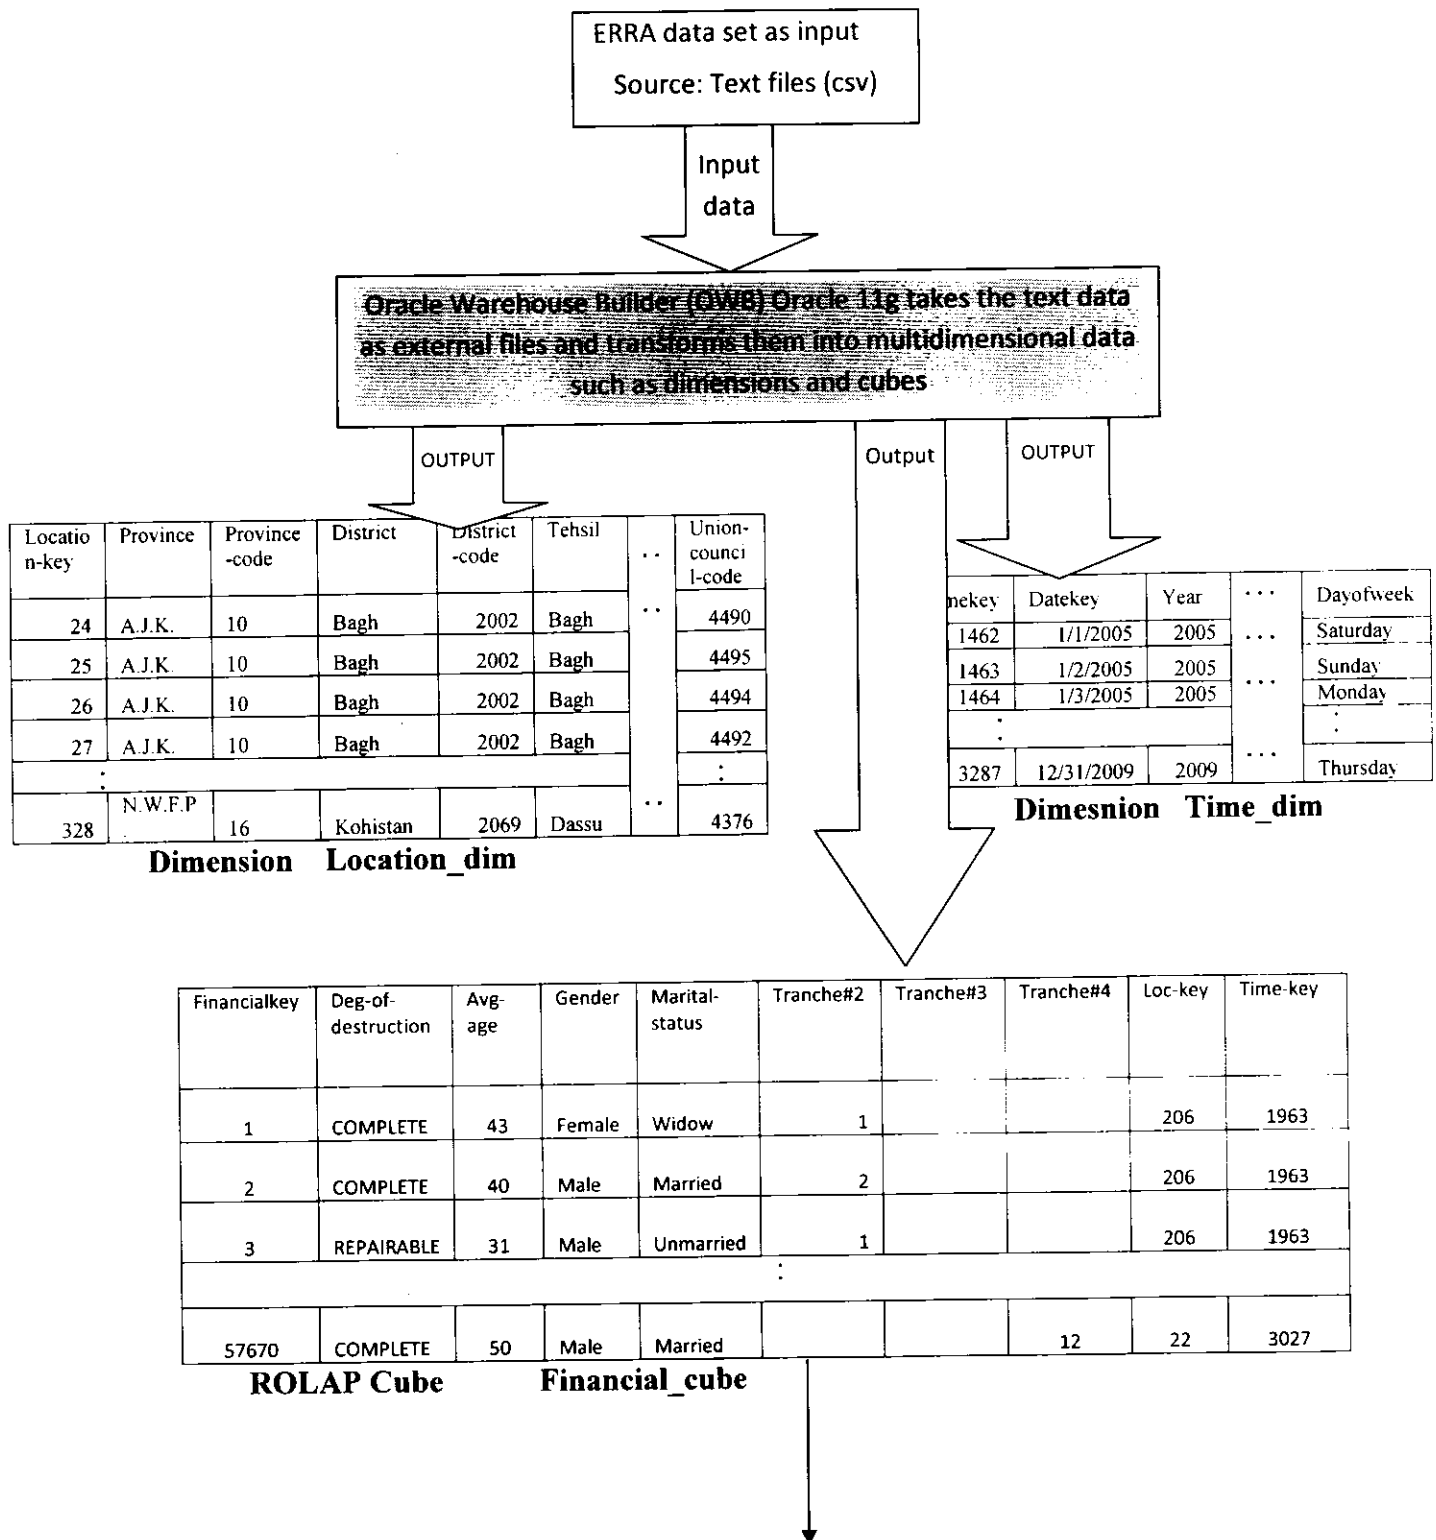 ERRA data set as input
Source: Text files (csv)
Input
data
Oracle Warehouse Builder (OWB) Oracle 11g takes the text data
as external files and transforms them into multidimensional data
such as dimensions and cubes
OUTPUT
Output
OUTPUT
Locatio
n-key Province Province
-code District District
-code Tehsil .. Union-
counci
l-code
24 A.J.K. 10 Bagh 2002 Bagh .. 4490
25 A.J.K. 10 Bagh 2002 Bagh 4495
26 A.J.K. 10 Bagh 2002 Bagh 4494
27 A.J.K. 10 Bagh 2002 Bagh 4492
: :
328 N.W.F.P
. 16 Kohistan 2069 Dassu .. 4376
Dimension Location_dim
mekey Datekey Year ... Dayofweek
1462 1/1/2005 2005 ... Saturday
1463 1/2/2005 2005 ... Sunday
1464 1/3/2005 2005 Monday
: :
3287 12/31/2009 2009 ... Thursday
Dimesnion Time_dim
Financialkey Deg-of-
destruction Avg-
age Gender Marital-
status Tranche#2 Tranche#3 Tranche#4 Loc-key Time-key
1 COMPLETE 43 Female Widow 1 206 1963
2 COMPLETE 40 Male Married 2 206 1963
3 REPAIRABLE 31 Male Unmarried 1 206 1963
:
57670 COMPLETE 50 Male Married 12 22 3027
ROLAP Cube Financial_cube